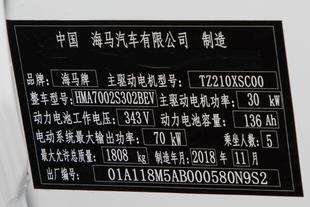 中国 海马汽车有限公司 制造
品牌: 海马牌 主驱动电机型号: TZ210XSC00
整车型号: HMA7002S302BEV 主驱动电机功率: 30 kW
动力电池工作电压: 343 V 动力电池容量: 136 Ah
电动系统最大输出功率: 70 kW 乘坐人数: 5
最大允许总质量: 1808 kg 制造年月: 2018 年 11 月
出厂编号: 01A118M5AB000580N9S2